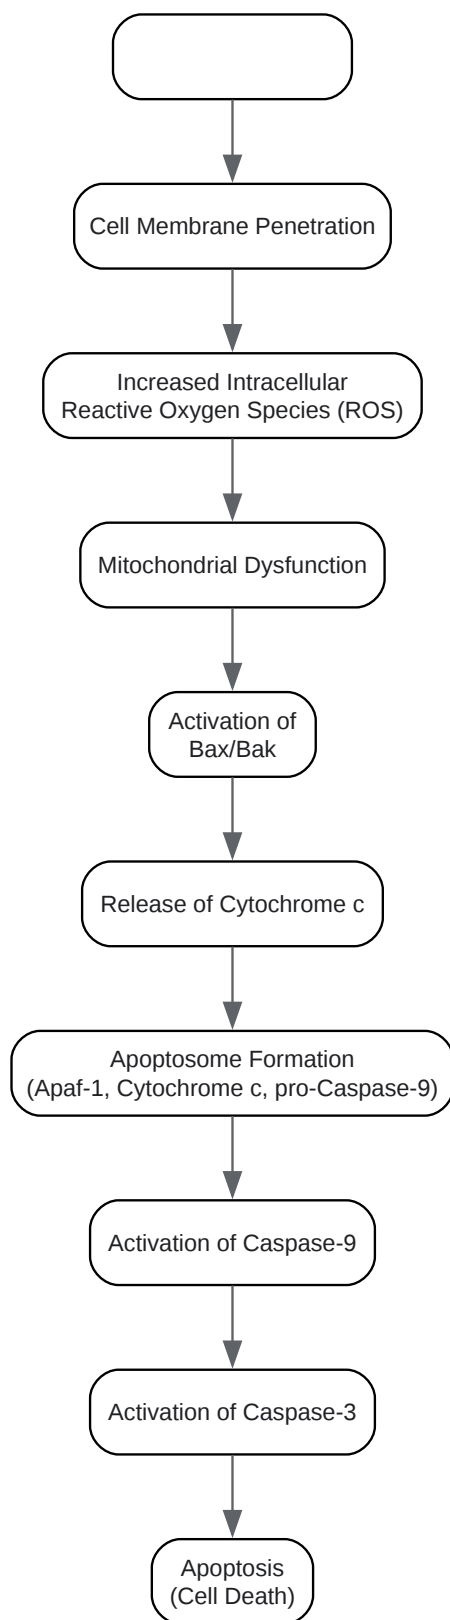 Cell Membrane Penetration
Increased Intracellular
Reactive Oxygen Species (ROS)
Mitochondrial Dysfunction
Activation of
Bax/Bak
Release of Cytochrome c
Apoptosome Formation
(Apaf-1, Cytochrome c, pro-Caspase-9)
Activation of Caspase-9
Activation of Caspase-3
Apoptosis
(Cell Death)